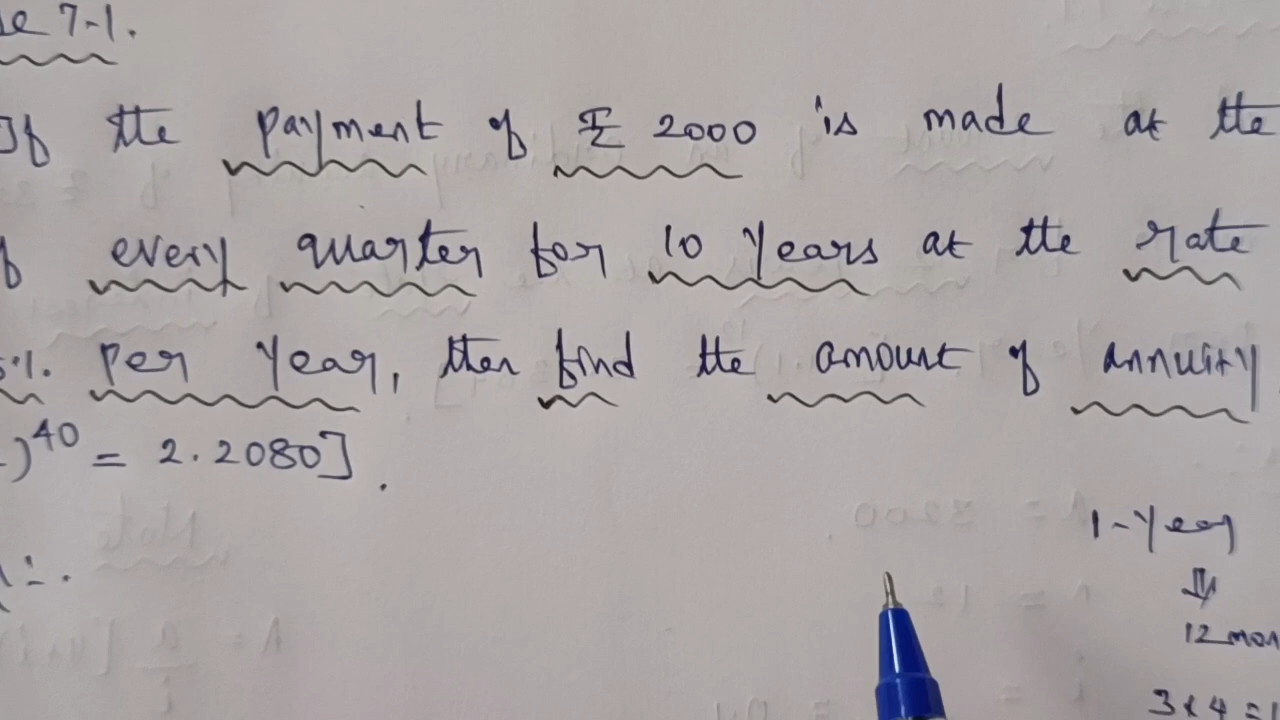 7-1.
If the payment of ₹ 2000 is made at the
every quarter for 10 years at the rate
%. per year, then find the amount of annuity
)⁴⁰ = 2.2080].
1-year
⇓
12 mon
3 x 4 = 1